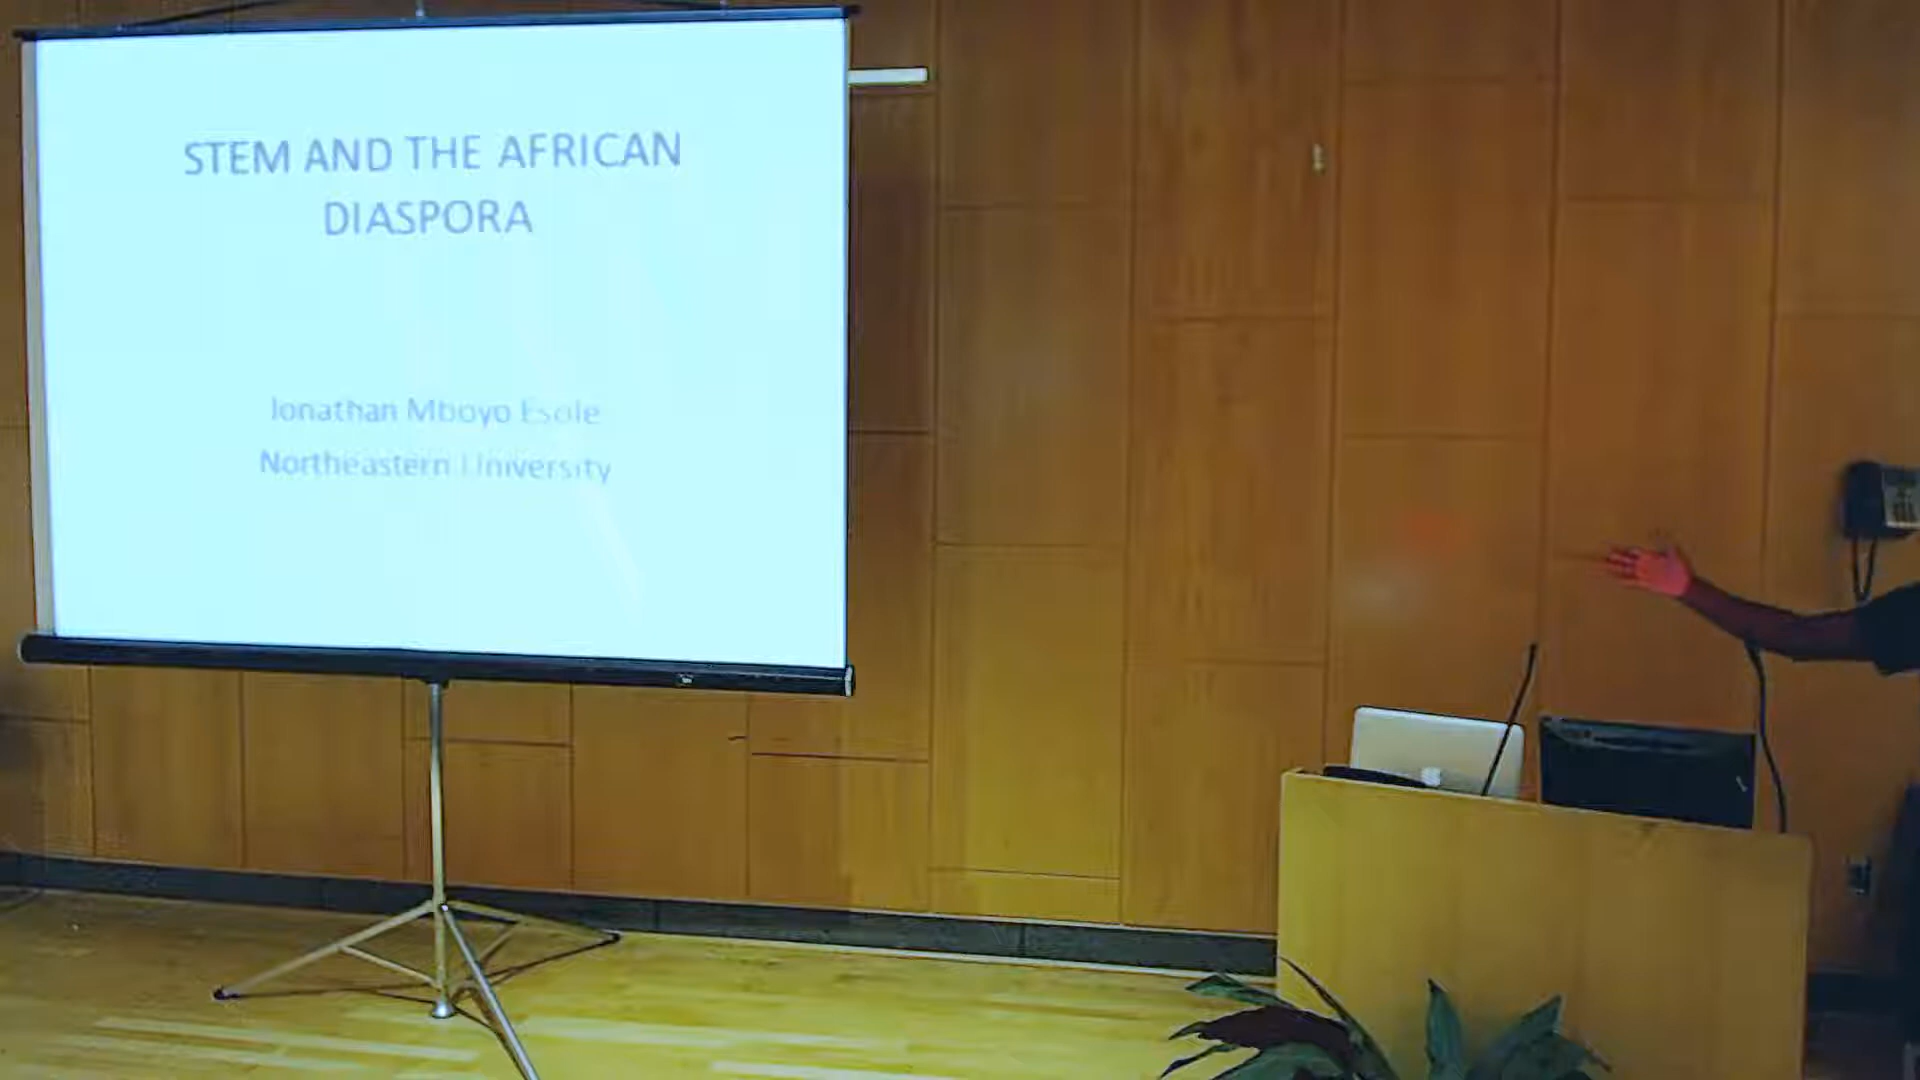 STEM AND THE AFRICAN
DIASPORA
Jonathan Mboyo Esole
Northeastern University